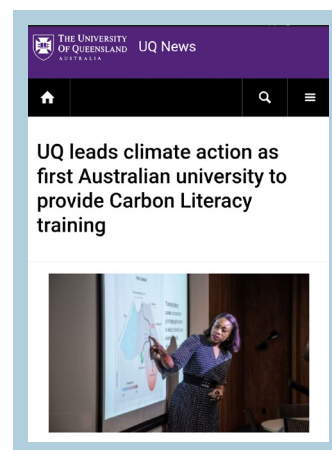 THE UNIVERSITY
OF QUEENSLAND
AUSTRALIA
UQ News
UQ leads climate action as
first Australian university to
provide Carbon Literacy
training